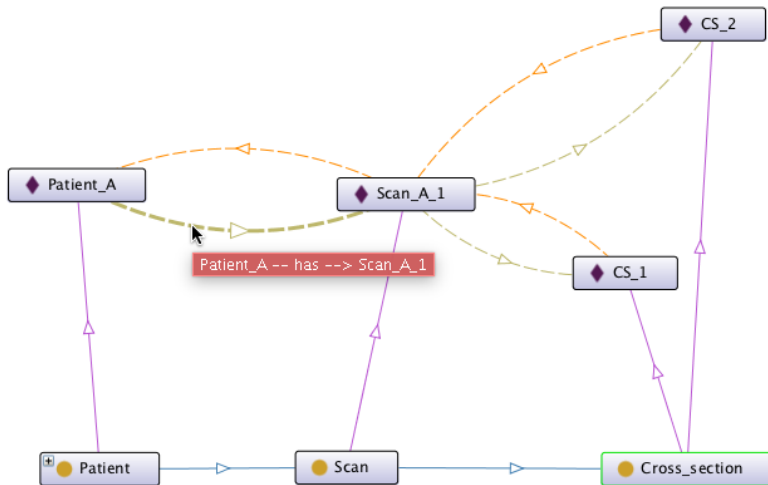 CS_2
Patient_A
Scan_A_1
Patient_A -- has --> Scan_A_1
CS_1
Patient
Scan
Cross_section